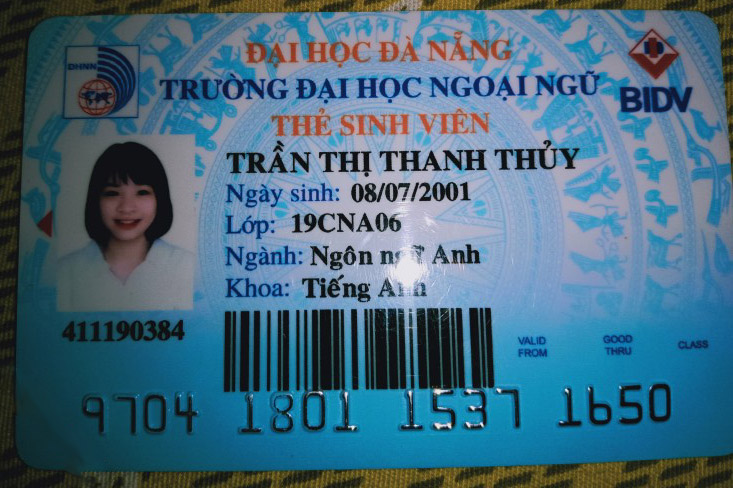 ĐHNN
ĐẠI HỌC ĐÀ NẴNG
TRƯỜNG ĐẠI HỌC NGOẠI NGỮ
BIDV
THẺ SINH VIÊN
TRẦN THỊ THANH THỦY
Ngày sinh: 08/07/2001
Lớp: 19CNA06
Ngành: Ngôn ngữ Anh
Khoa: Tiếng Anh
411190384
VALID FROM
GOOD THRU
CLASS
9704 1801 1537 1650